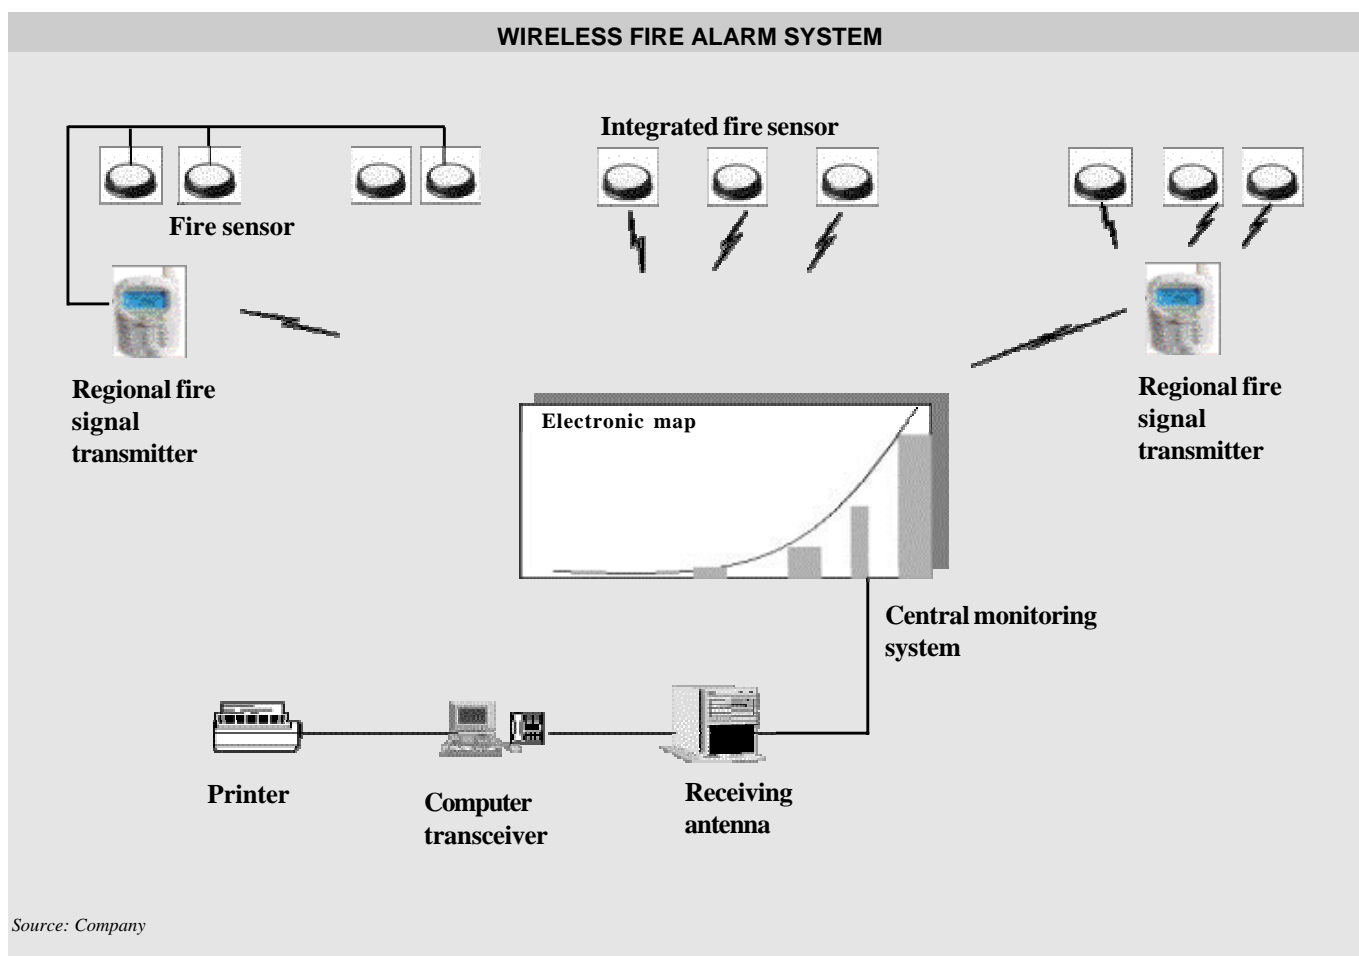 WIRELESS FIRE ALARM SYSTEM
Integrated fire sensor
Fire sensor
Regional fire
signal
transmitter
Regional fire
signal
transmitter
Electronic map
Central monitoring
system
Printer
Computer
transceiver
Receiving
antenna
Source: Company